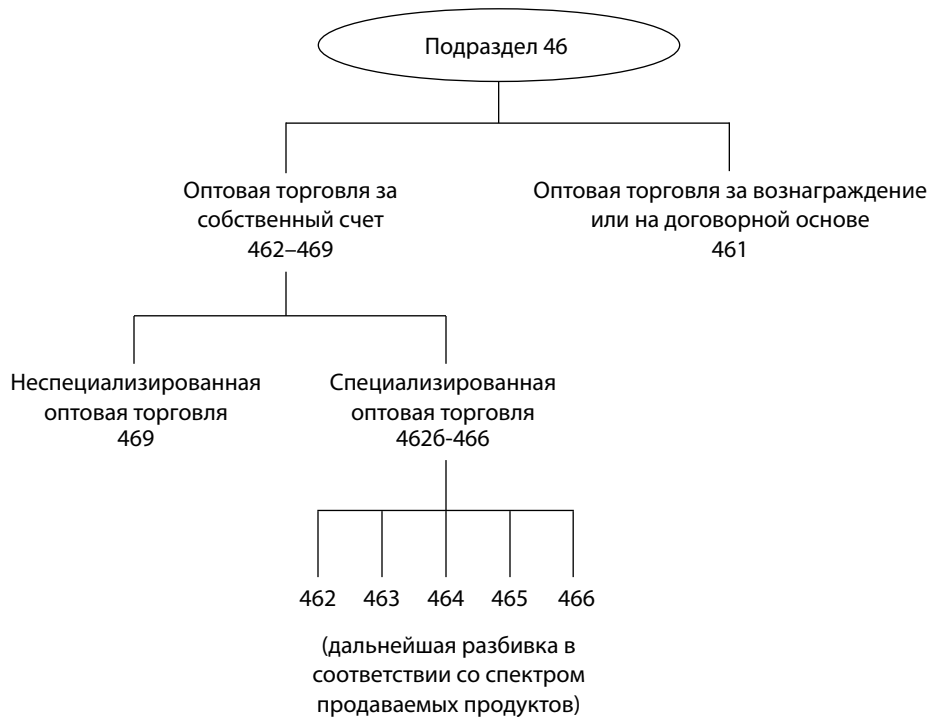 Подраздел 46
Оптовая торговля за
собственный счет
462–469
Оптовая торговля за вознаграждение
или на договорной основе
461
Неспециализированная
оптовая торговля
469
Специализированная
оптовая торговля
462б-466
462 463 464 465 466
(дальнейшая разбивка в
соответствии со спектром
продаваемых продуктов)